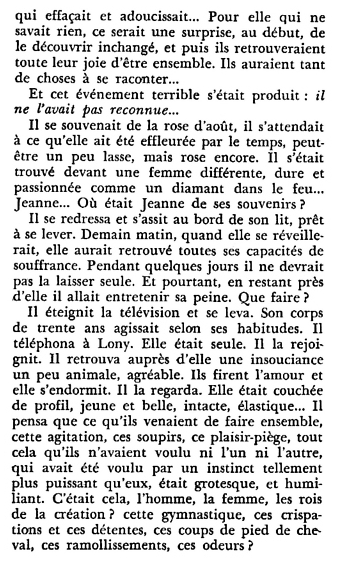 qui effaçait et adoucissait... Pour elle qui ne
savait rien, ce serait une surprise, au début, de
le découvrir inchangé, et puis ils retrouveraient
toute leur joie d'être ensemble. Ils auraient tant
de choses à se raconter...
Et cet événement terrible s'était produit : il
ne l'avait pas reconnue...
Il se souvenait de la rose d'août, il s'attendait
à ce qu'elle ait été effleurée par le temps, peut-
être un peu lasse, mais rose encore. Il s'était
trouvé devant une femme différente, dure et
passionnée comme un diamant dans le feu...
Jeanne... Où était Jeanne de ses souvenirs ?
Il se redressa et s'assit au bord de son lit, prêt
à se lever. Demain matin, quand elle se réveille-
rait, elle aurait retrouvé toutes ses capacités de
souffrance. Pendant quelques jours il ne devrait
pas la laisser seule. Et pourtant, en restant près
d'elle il allait entretenir sa peine. Que faire ?
Il éteignit la télévision et se leva. Son corps
de trente ans agissait selon ses habitudes. Il
téléphona à Lony. Elle était seule. Il la rejoi-
gnit. Il retrouva auprès d'elle une insouciance
un peu animale, agréable. Ils firent l'amour et
elle s'endormit. Il la regarda. Elle était couchée
de profil, jeune et belle, intacte, élastique... Il
pensa que ce qu'ils venaient de faire ensemble,
cette agitation, ces soupirs, ce plaisir-piège, tout
cela qu'ils n'avaient voulu ni l'un ni l'autre,
qui avait été voulu par un instinct tellement
plus puissant qu'eux, était grotesque, et humi-
liant. C'était cela, l'homme, la femme, les rois
de la création ? cette gymnastique, ces crispa-
tions et ces détentes, ces coups de pied de che-
val, ces ramollissements, ces odeurs ?